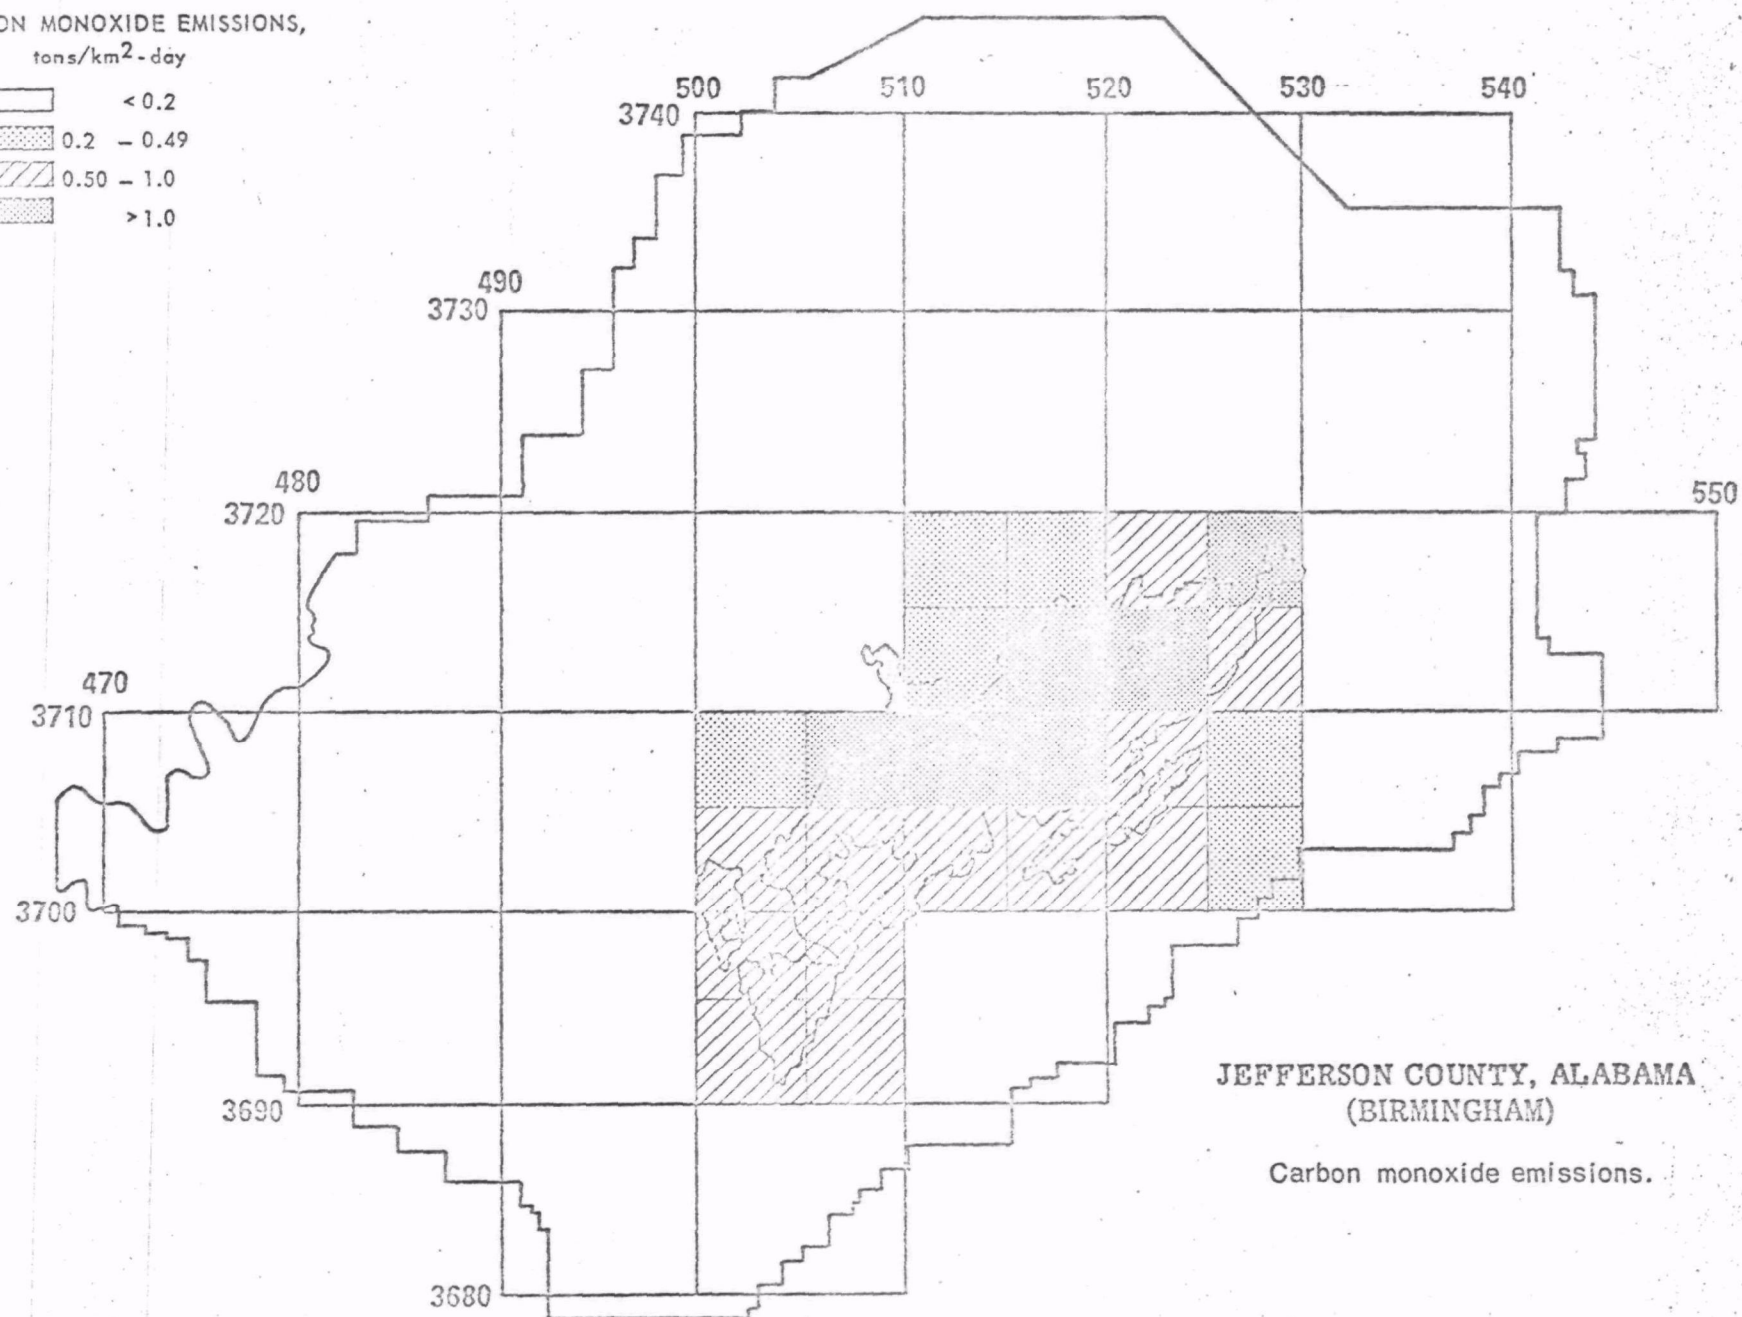 ON MONOXIDE EMISSIONS,
tons/km²-day
< 0.2
0.2 – 0.49
0.50 – 1.0
> 1.0
500 510 520 530 540
3740
490
3730
480
3720
550
470
3710
3700
3690
3680
JEFFERSON COUNTY, ALABAMA
(BIRMINGHAM)
Carbon monoxide emissions.